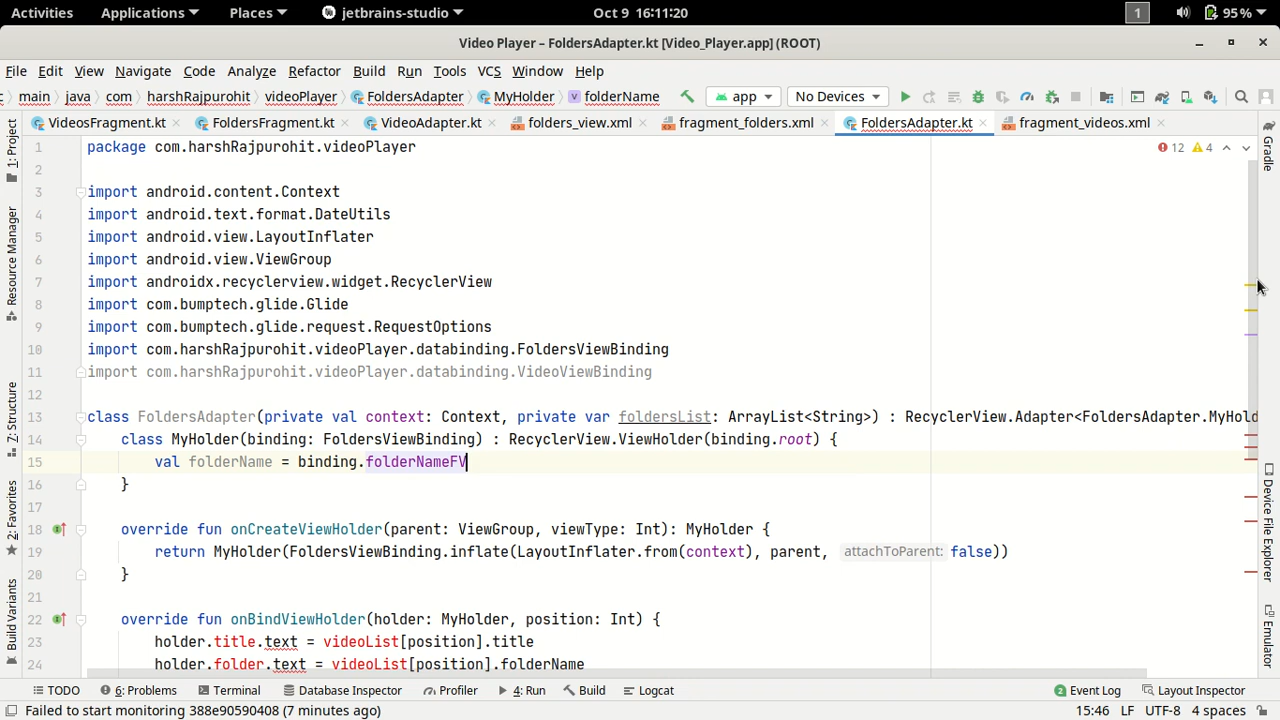 Activities Applications Places jetbrains-studio Oct 9 16:11:20 1 95%
Video Player – FoldersAdapter.kt [Video_Player.app] (ROOT)
File Edit View Navigate Code Analyze Refactor Build Run Tools VCS Window Help
main java com harshRajpurohit videoPlayer FoldersAdapter MyHolder folderName app No Devices
VideosFragment.kt FoldersFragment.kt VideoAdapter.kt folders_view.xml fragment_folders.xml FoldersAdapter.kt fragment_videos.xml
12 4
1 package com.harshRajpurohit.videoPlayer
2
3 import android.content.Context
4 import android.text.format.DateUtils
5 import android.view.LayoutInflater
6 import android.view.ViewGroup
7 import androidx.recyclerview.widget.RecyclerView
8 import com.bumptech.glide.Glide
9 import com.bumptech.glide.request.RequestOptions
10 import com.harshRajpurohit.videoPlayer.databinding.FoldersViewBinding
11 import com.harshRajpurohit.videoPlayer.databinding.VideoViewBinding
12
13 class FoldersAdapter(private val context: Context, private var foldersList: ArrayList<String>) : RecyclerView.Adapter<FoldersAdapter.MyHold
14 class MyHolder(binding: FoldersViewBinding) : RecyclerView.ViewHolder(binding.root) {
15 val folderName = binding.folderNameFV
16 }
17
18 override fun onCreateViewHolder(parent: ViewGroup, viewType: Int): MyHolder {
19 return MyHolder(FoldersViewBinding.inflate(LayoutInflater.from(context), parent, attachToParent: false))
20 }
21
22 override fun onBindViewHolder(holder: MyHolder, position: Int) {
23 holder.title.text = videoList[position].title
24 holder.folder.text = videoList[position].folderName
1: Project
Resource Manager
7: Structure
2: Favorites
Build Variants
Gradle
Device File Explorer
Emulator
TODO 6: Problems Terminal Database Inspector Profiler 4: Run Build Logcat 2 Event Log Layout Inspector
Failed to start monitoring 388e90590408 (7 minutes ago) 15:46 LF UTF-8 4 spaces